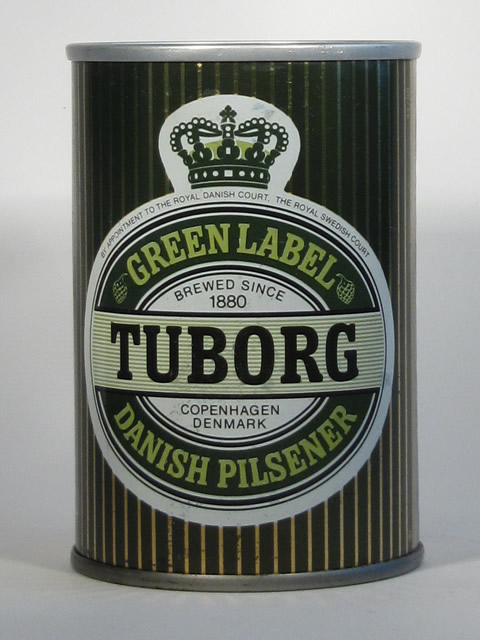 BY APPOINTMENT TO THE ROYAL DANISH COURT. THE ROYAL SWEDISH COURT
GREEN LABEL
BREWED SINCE
1880
TUBORG
COPENHAGEN
DENMARK
DANISH PILSENER